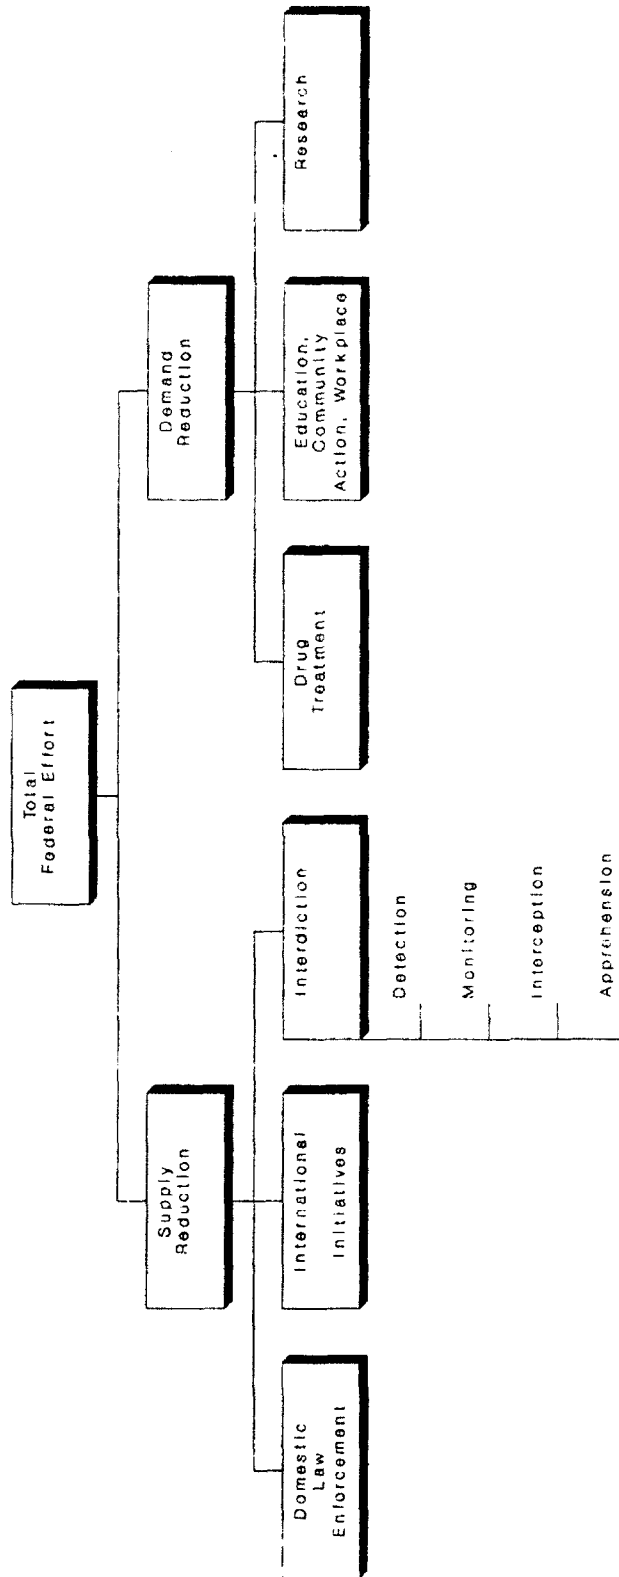 Total
Federal Effort
Supply
Reduction
Demand
Reduction
Domestic
Law
Enforcement
International
Initiatives
Interdiction
Drug
Treatment
Education,
Community
Action, Workplace
Research
Detection
Monitoring
Interception
Apprehension